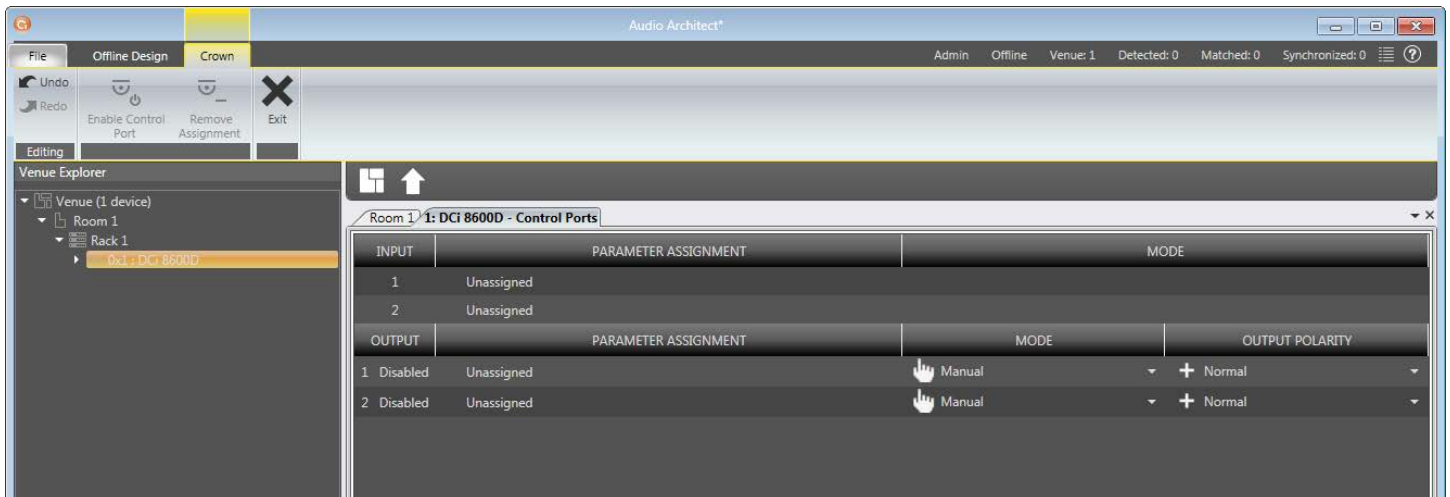 Audio Architect*
File Offline Design Crown Admin Offline Venue: 1 Detected: 0 Matched: 0 Synchronized: 0 ?
Undo
Redo
Enable Control
Port
Remove
Assignment
Exit
Editing
Venue Explorer
Venue (1 device)
Room 1
Rack 1
0x1 : DCi 8600D
Room 1 1: DCi 8600D - Control Ports
INPUT PARAMETER ASSIGNMENT MODE
1 Unassigned
2 Unassigned
OUTPUT PARAMETER ASSIGNMENT MODE OUTPUT POLARITY
1 Disabled Unassigned Manual Normal
2 Disabled Unassigned Manual Normal